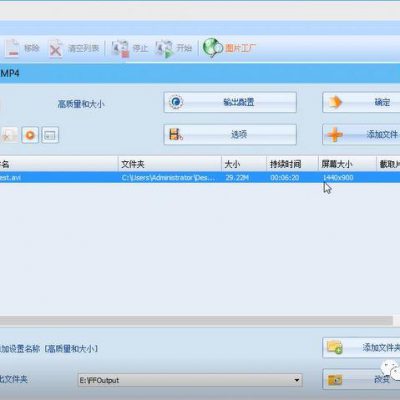 移除 清空列表 停止 开始 图片工厂
MP4
高质量和大小 输出配置 确定
选项 添加文件
件名 文件夹 大小 持续时间 屏幕大小 截取片
est.avi C:\Users\Administrator\Des... 29.22M 00:06:20 1440x900
加设置名称 [高质量和大小]
添加文件夹
出文件夹 E:\FFOutput 改变